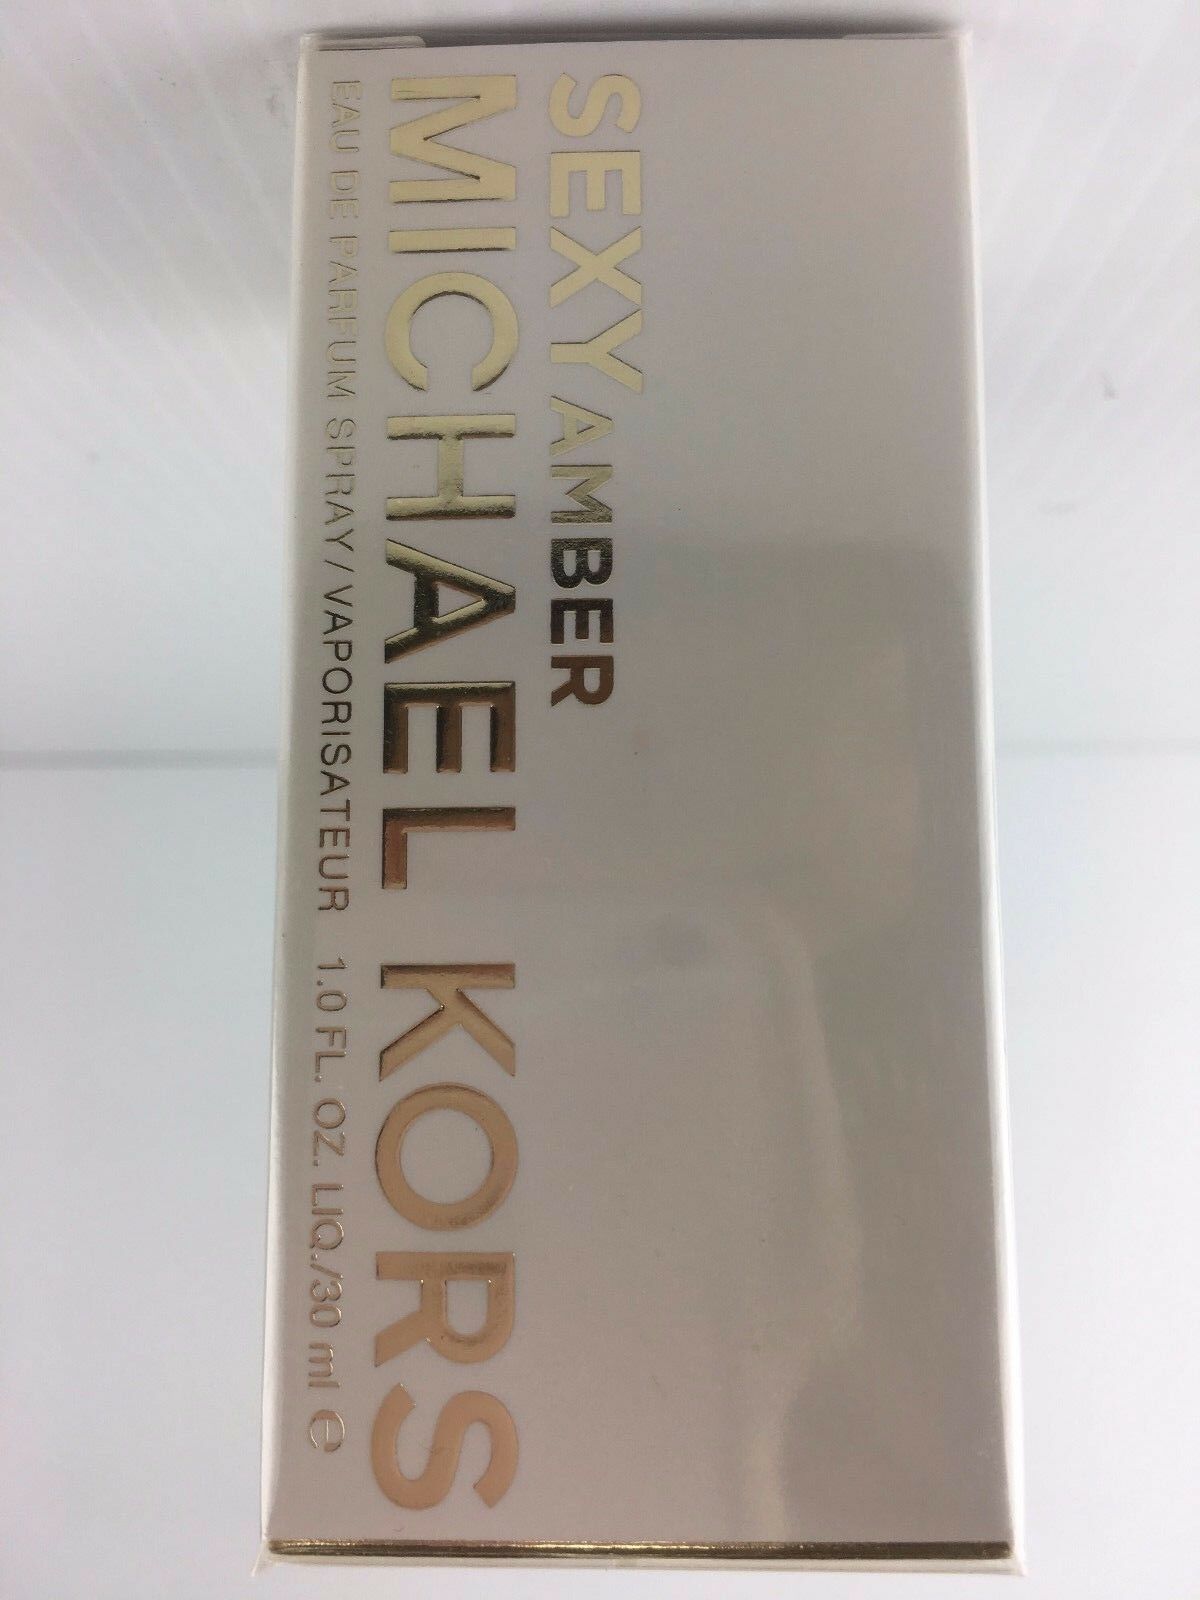 SEXY AMBER
MICHAEL KORS
EAU DE PARFUM SPRAY/VAPORISATEUR 1.0 FL. OZ. LIQ./30 ml ℮